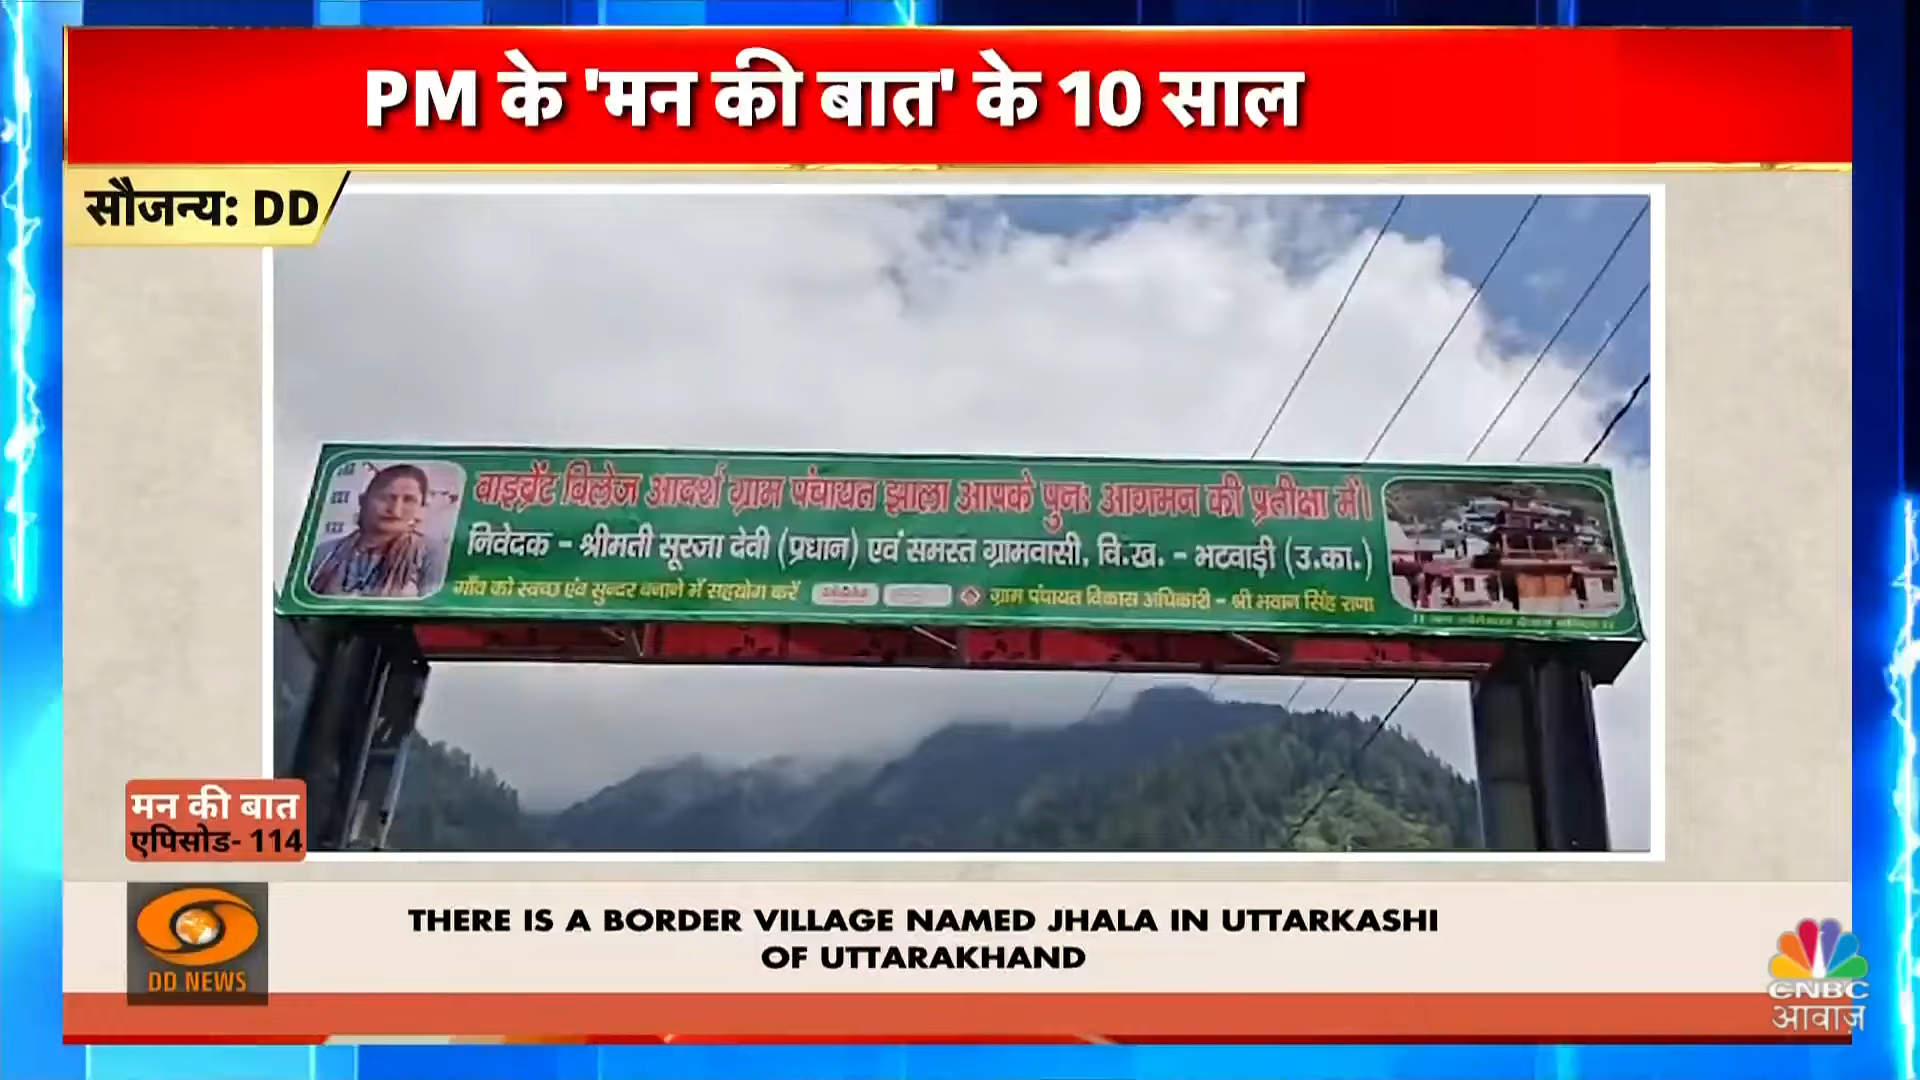 PM के 'मन की बात' के 10 साल
सौजन्य: DD
वाइब्रेंट विलेज आदर्श ग्राम पंचायत झाला आपके पुनः आगमन की प्रतीक्षा में।
निवेदक - श्रीमती सूरजा देवी (प्रधान) एवं समस्त ग्रामवासी, वि.ख. - भटवाड़ी (उ.का.)
गाँव को स्वच्छ एंव सुन्दर बनाने में सहयोग करें ग्राम पंचायत विकास अधिकारी - श्री भवान सिंह राणा
मन की बात
एपिसोड- 114
THERE IS A BORDER VILLAGE NAMED JHALA IN UTTARKASHI
OF UTTARAKHAND
DD NEWS
CNBC
आवाज़